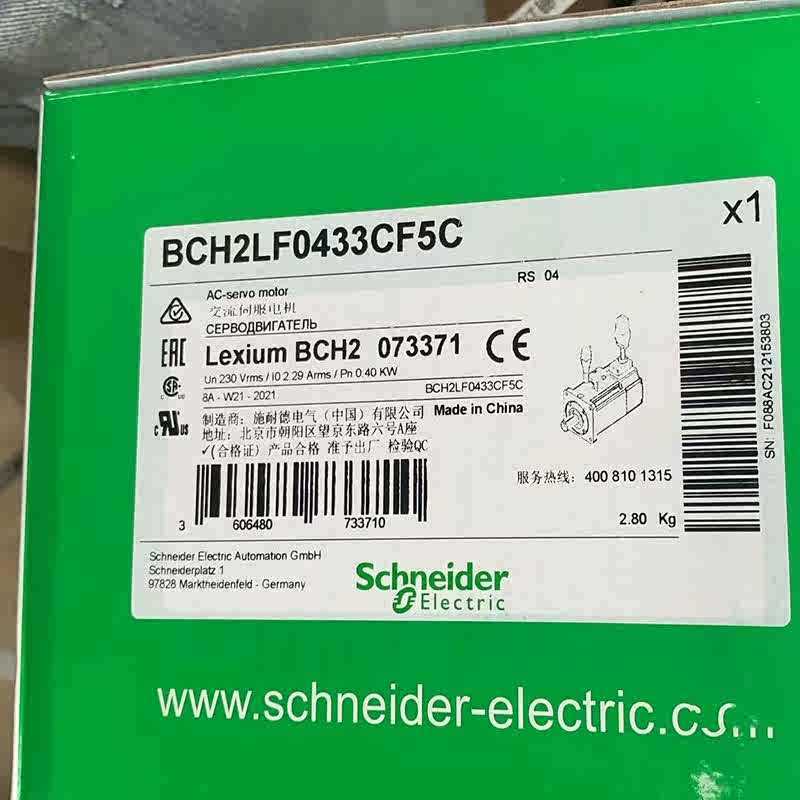 BCH2LF0433CF5C
x1
RS 04
AC-servo motor
交流伺服电机
СЕРВОДВИГАТЕЛЬ
EAC
Lexium BCH2 073371 CE
Un 230 Vrms / I0 2.29 Arms / Pn 0.40 KW
8A - W21 - 2021
BCH2LF0433CF5C
制造商：施耐德电气（中国）有限公司
Made in China
地址：北京市朝阳区望京东路六号A座
✓(合格证) 产品合格 准予出厂 检验QC
服务热线：400 810 1315
3 606480 733710
2.80 Kg
SN: F088AC212153803
Schneider Electric Automation GmbH
Schneiderplatz 1
97828 Marktheidenfeld - Germany
Schneider
Electric
www.schneider-electric.c